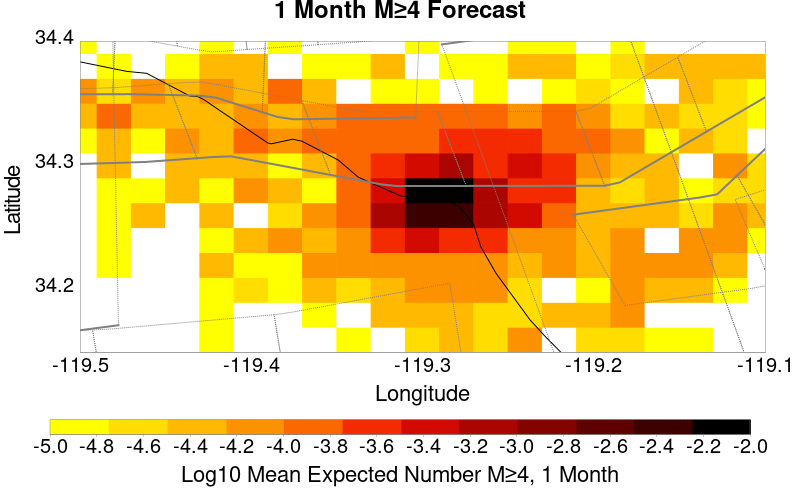 1 Month M≥4 Forecast
34.4
34.3
34.2
Latitude
-119.5 -119.4 -119.3 -119.2 -119.1
Longitude
-5.0 -4.8 -4.6 -4.4 -4.2 -4.0 -3.8 -3.6 -3.4 -3.2 -3.0 -2.8 -2.6 -2.4 -2.2 -2.0
Log10 Mean Expected Number M≥4, 1 Month